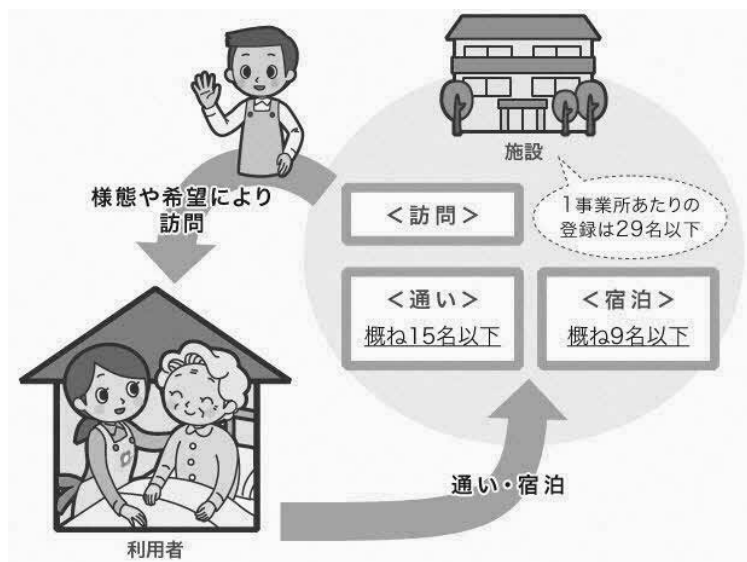 施設
1事業所あたりの
登録は29名以下
様態や希望により
訪問
<訪問>
<通い>
概ね15名以下
<宿泊>
概ね9名以下
通い・宿泊
利用者